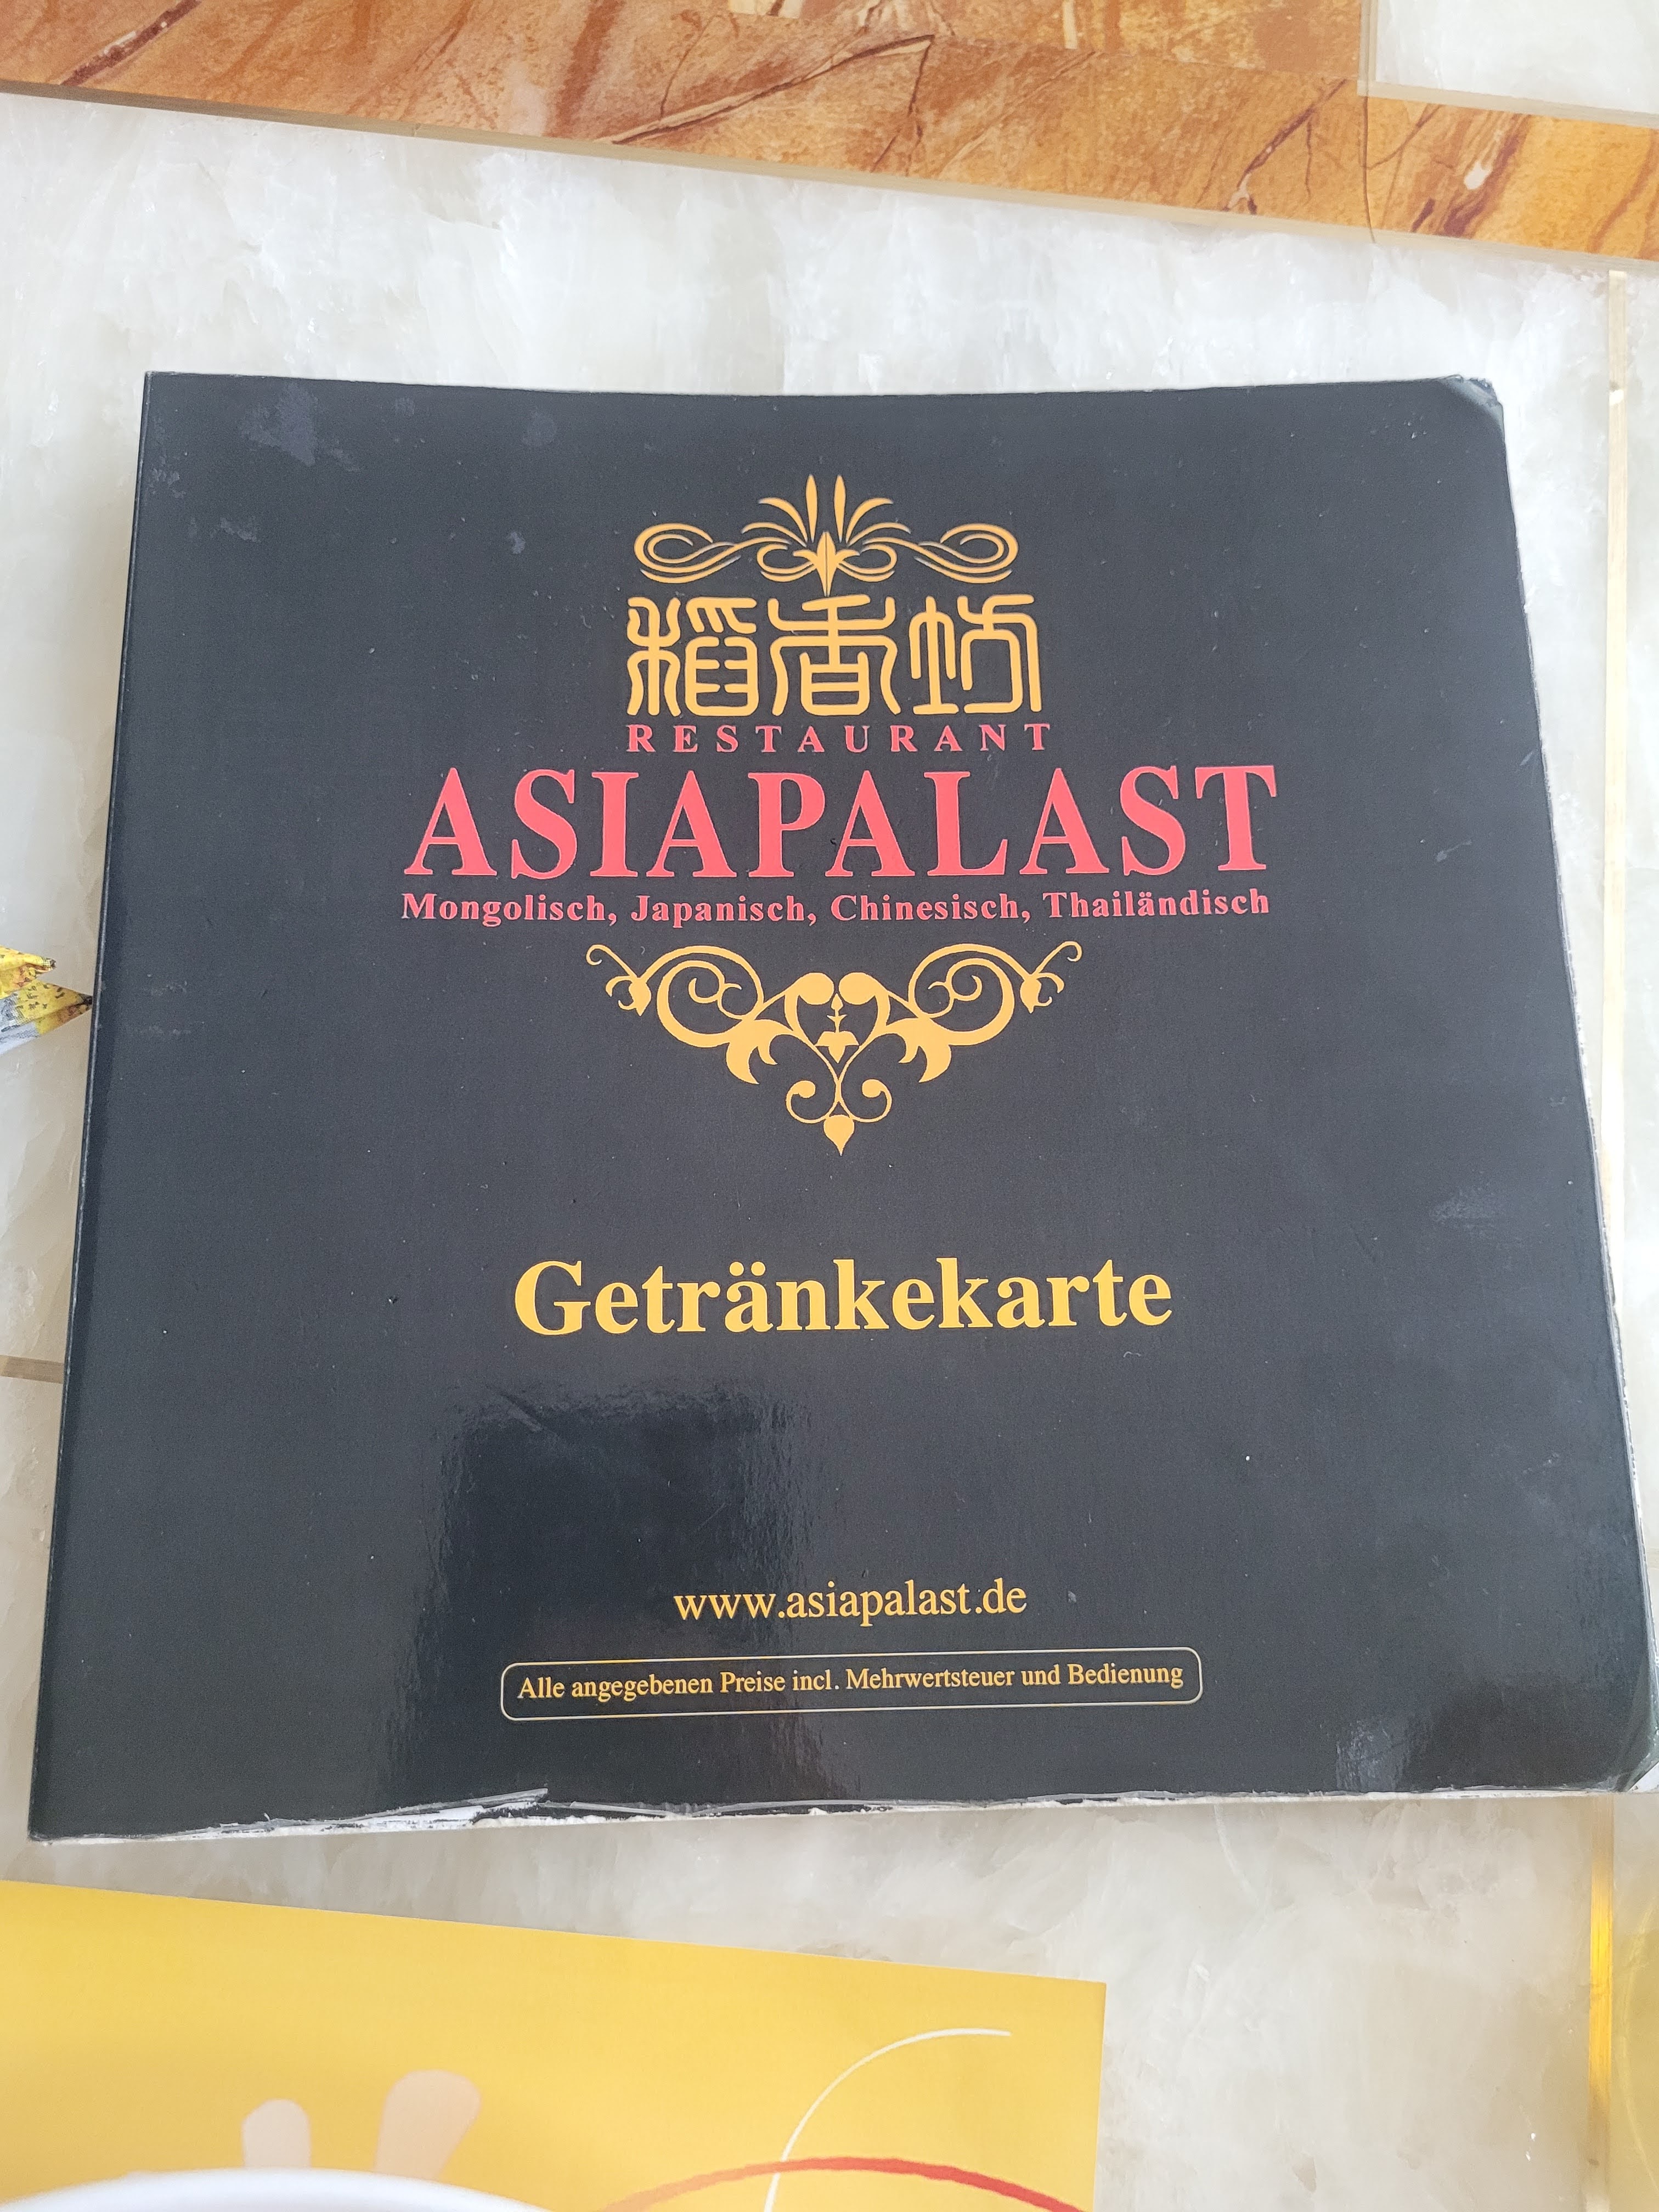 稻香坊
RESTAURANT
ASIAPALAST
Mongolisch, Japanisch, Chinesisch, Thailändisch
Getränkekarte
www.asiapalast.de
Alle angegebenen Preise incl. Mehrwertsteuer und Bedienung